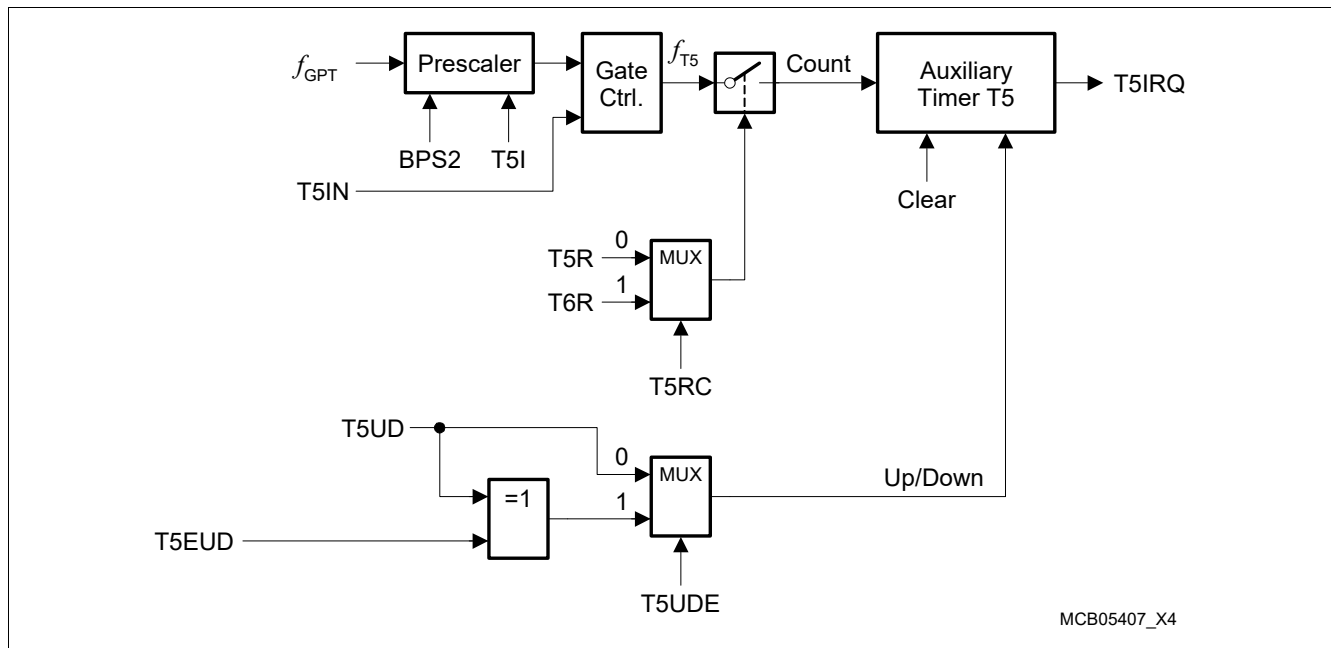 fGPT
Prescaler
Gate
Ctrl.
fT5
Count
Auxiliary
Timer T5
T5IRQ
BPS2
T5I
T5IN
Clear
T5R
0
MUX
T6R
1
T5RC
T5UD
0
MUX
Up/Down
=1
1
T5EUD
T5UDE
MCB05407_X4